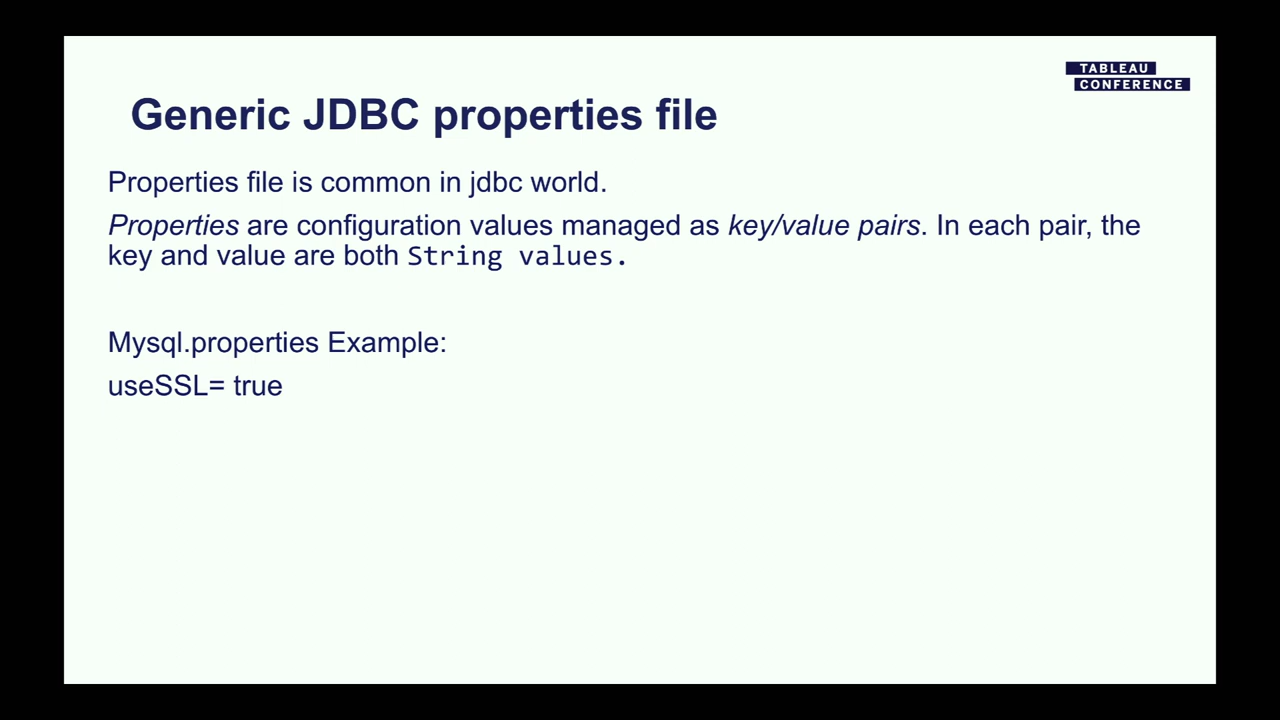 TABLEAU
CONFERENCE
Generic JDBC properties file
Properties file is common in jdbc world.
Properties are configuration values managed as key/value pairs. In each pair, the
key and value are both String values.
Mysql.properties Example:
useSSL= true